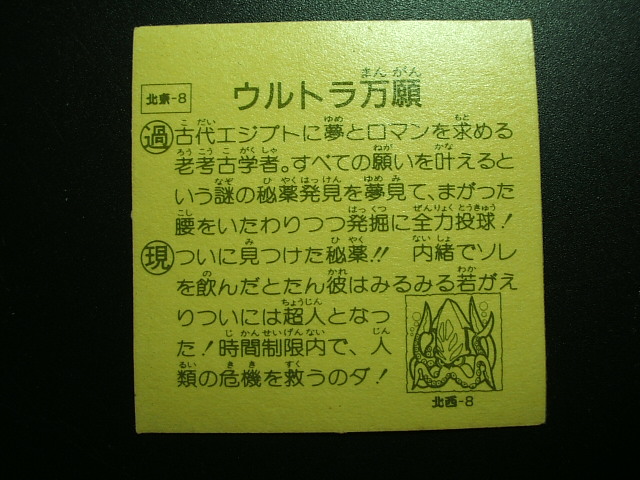 北東-8
ウルトラ万願
過 古代エジプトに夢とロマンを求める
老考古学者。すべての願いを叶えると
いう謎の秘薬発見を夢見て、まがった
腰をいたわりつつ発掘に全力投球!
現 ついに見つけた秘薬!! 内緒でソレ
を飲んだとたん彼はみるみる若がえ
りついには超人となっ
た!時間制限内で、人
類の危機を救うのダ!
北西-8